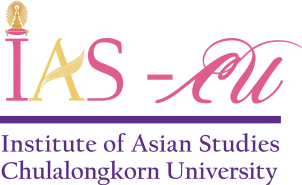 IAS -CU
Institute of Asian Studies
Chulalongkorn University